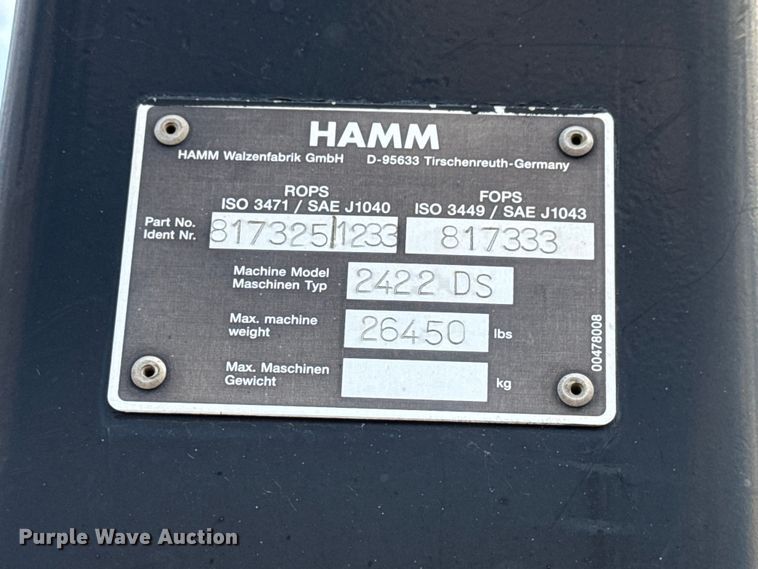 HAMM
HAMM Walzenfabrik GmbH D-95633 Tirschenreuth-Germany
ROPS FOPS
ISO 3471 / SAE J1040 ISO 3449 / SAE J1043
Part No.
Ident Nr. 817325/1233 817333
Machine Model
Maschinen Typ 2422 DS
Max. machine
weight 26450 lbs
Max. Maschinen
Gewicht kg
00478008
Purple Wave Auction